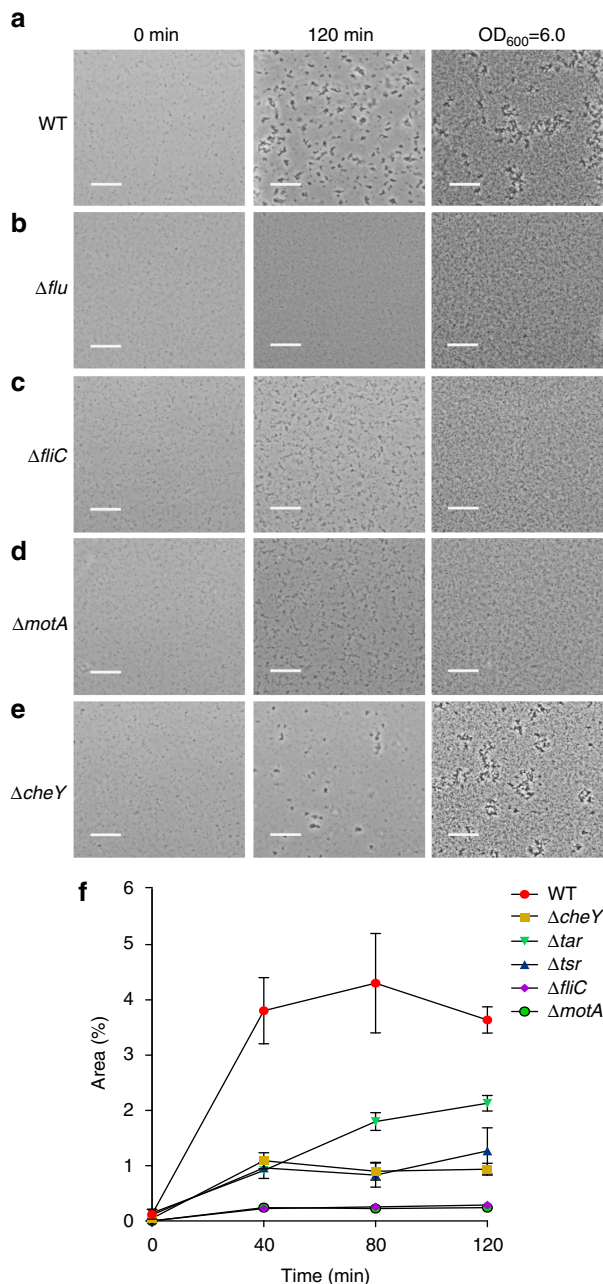 a
0 min 120 min OD600=6.0
WT
b
Δflu
c
ΔfliC
d
ΔmotA
e
ΔcheY
f
WT
ΔcheY
Δtar
Δtsr
ΔfliC
ΔmotA
Area (%)
6
5
4
3
2
1
0
0 40 80 120
Time (min)